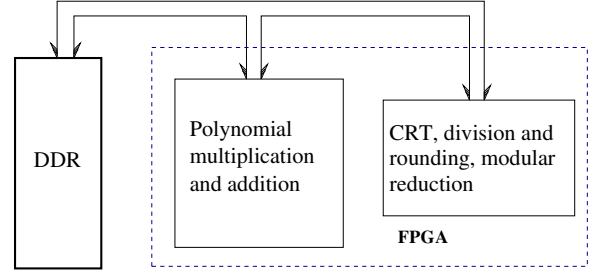 DDR
Polynomial
multiplication
and addition
CRT, division and
rounding, modular
reduction
FPGA